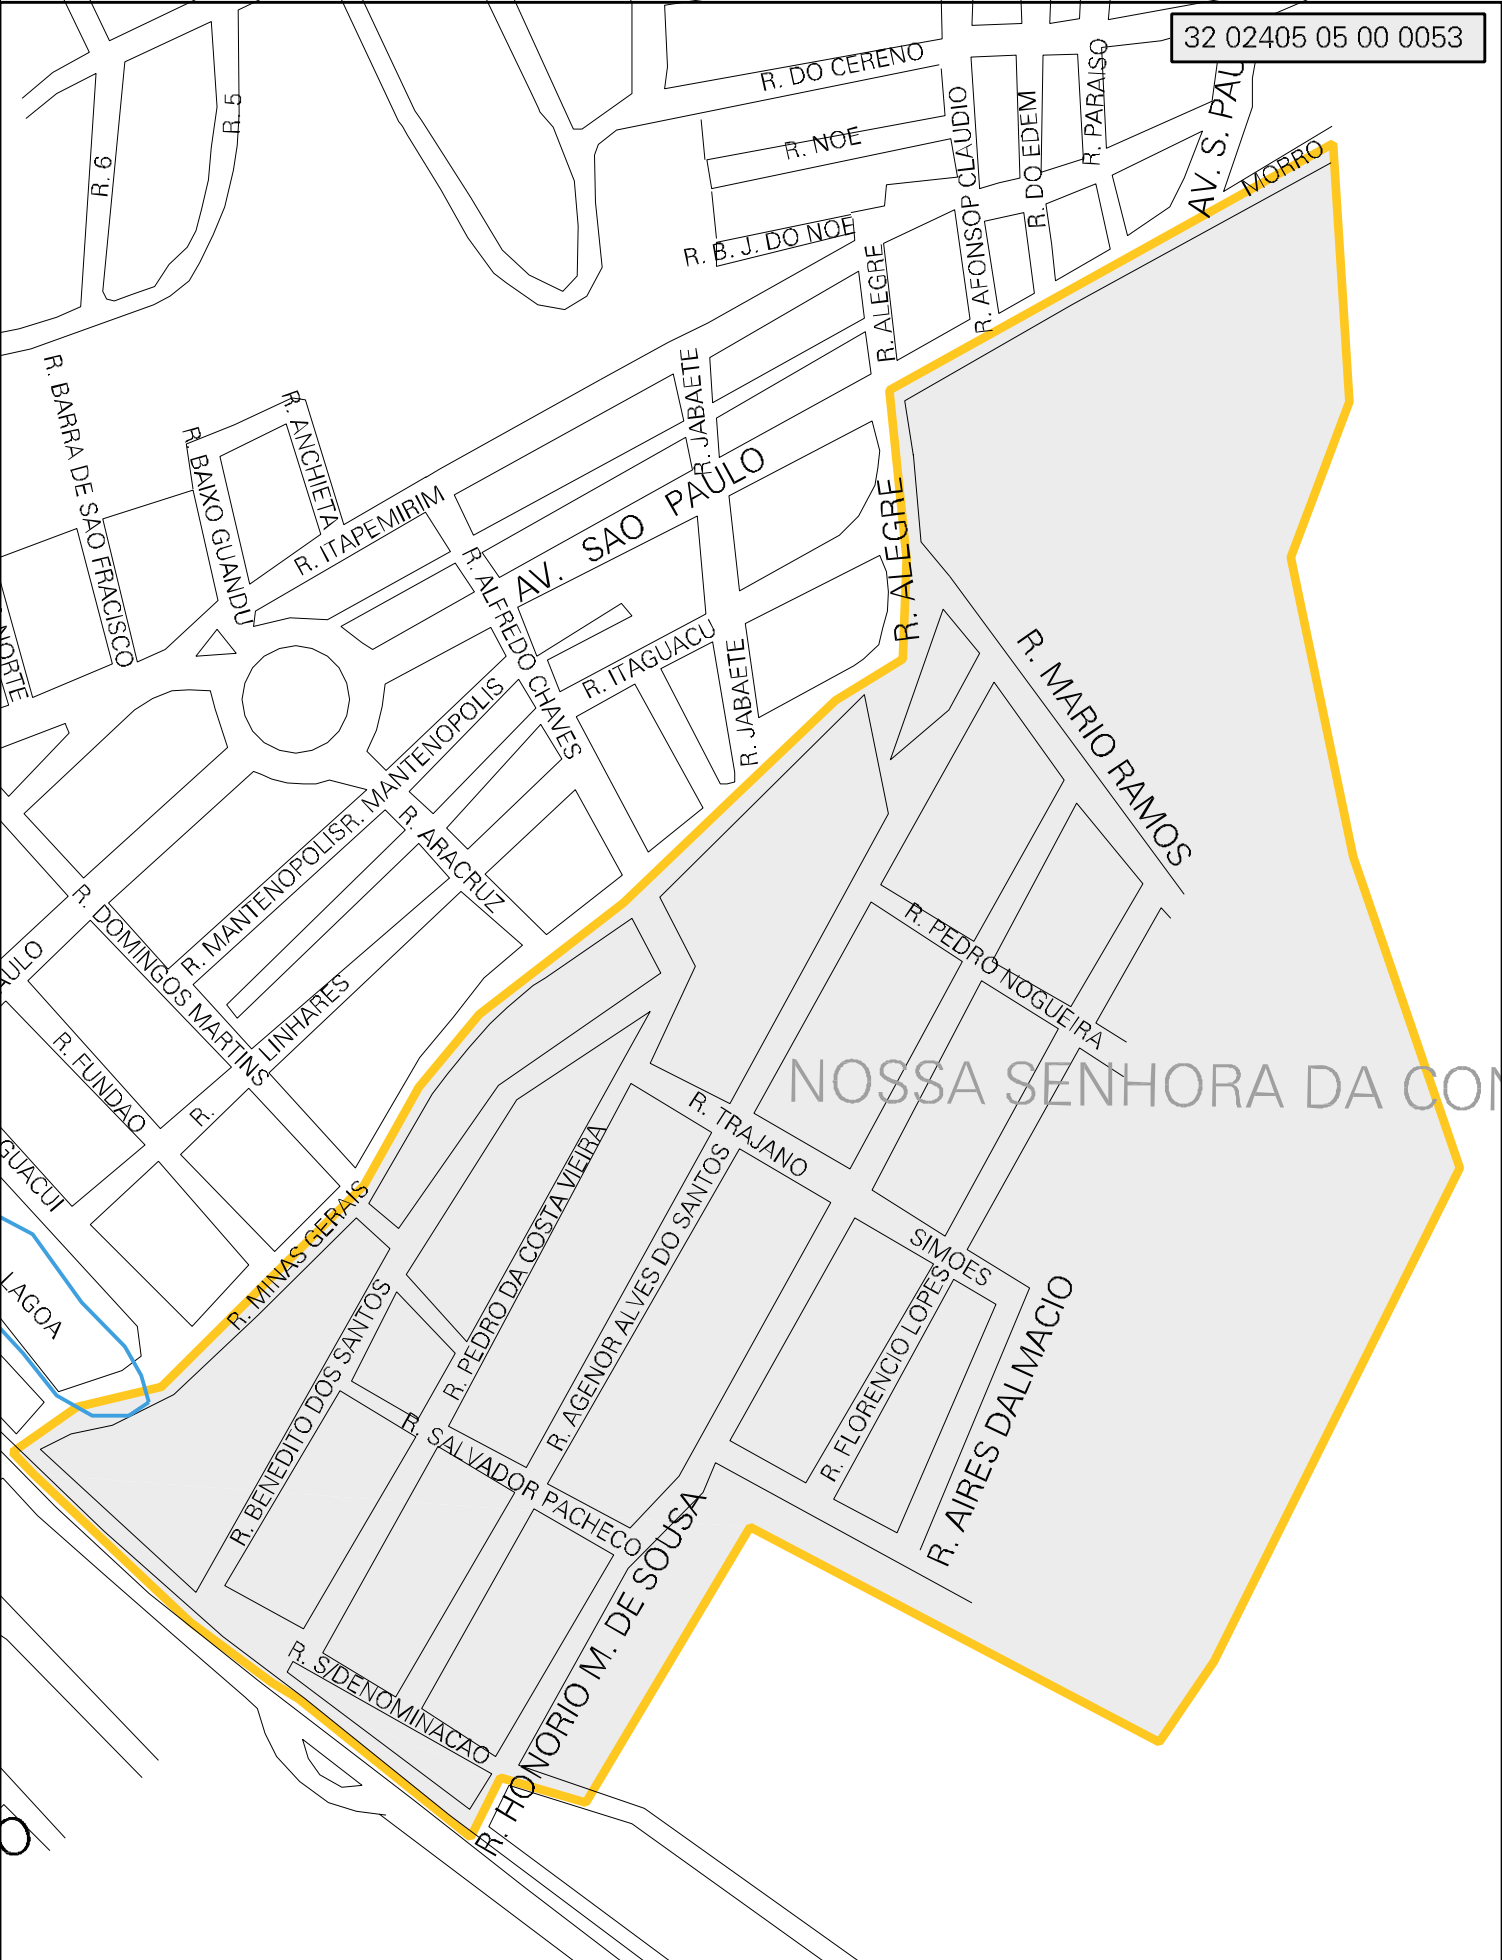 32 02405 05 00 0053
R. DO CERENO
R. 5
R. 6
R. NOE
R. AFONSOP CLAUDIO
R. DO EDEM
R. PARAISO
AV. S. PAU
MORRO
R. B. J. DO NOE
R. ALEGRE
R. BARRA DE SAO FRACISCO
R. ANCHIETA
R. BAIXO GUANDU
R. JABAETE
R. ITAPEMIRIM
AV. SAO PAULO
R. ALEGRE
R. ALFREDO CHAVES
NORTE
R. ITAGUACU
R. JABAETE
R. MARIO RAMOS
R. MANTENOPOLIS
R. MANTENOPOLIS
R. ARACRUZ
R. DOMINGOS MARTINS
AULO
R. LINHARES
R. FUNDAO
R. PEDRO NOGUEIRA
NOSSA SENHORA DA CON
R. TRAJANO SIMOES
GUACUI
LAGOA
R. MINAS GERAIS
R. PEDRO DA COSTA VIEIRA
R. AGENOR ALVES DO SANTOS
R. BENEDITO DOS SANTOS
R. FLORENCIO LOPES
R. AIRES DALMACIO
R. SALVADOR PACHECO
R. HONORIO M. DE SOUSA
R. S/DENOMINACAO
O